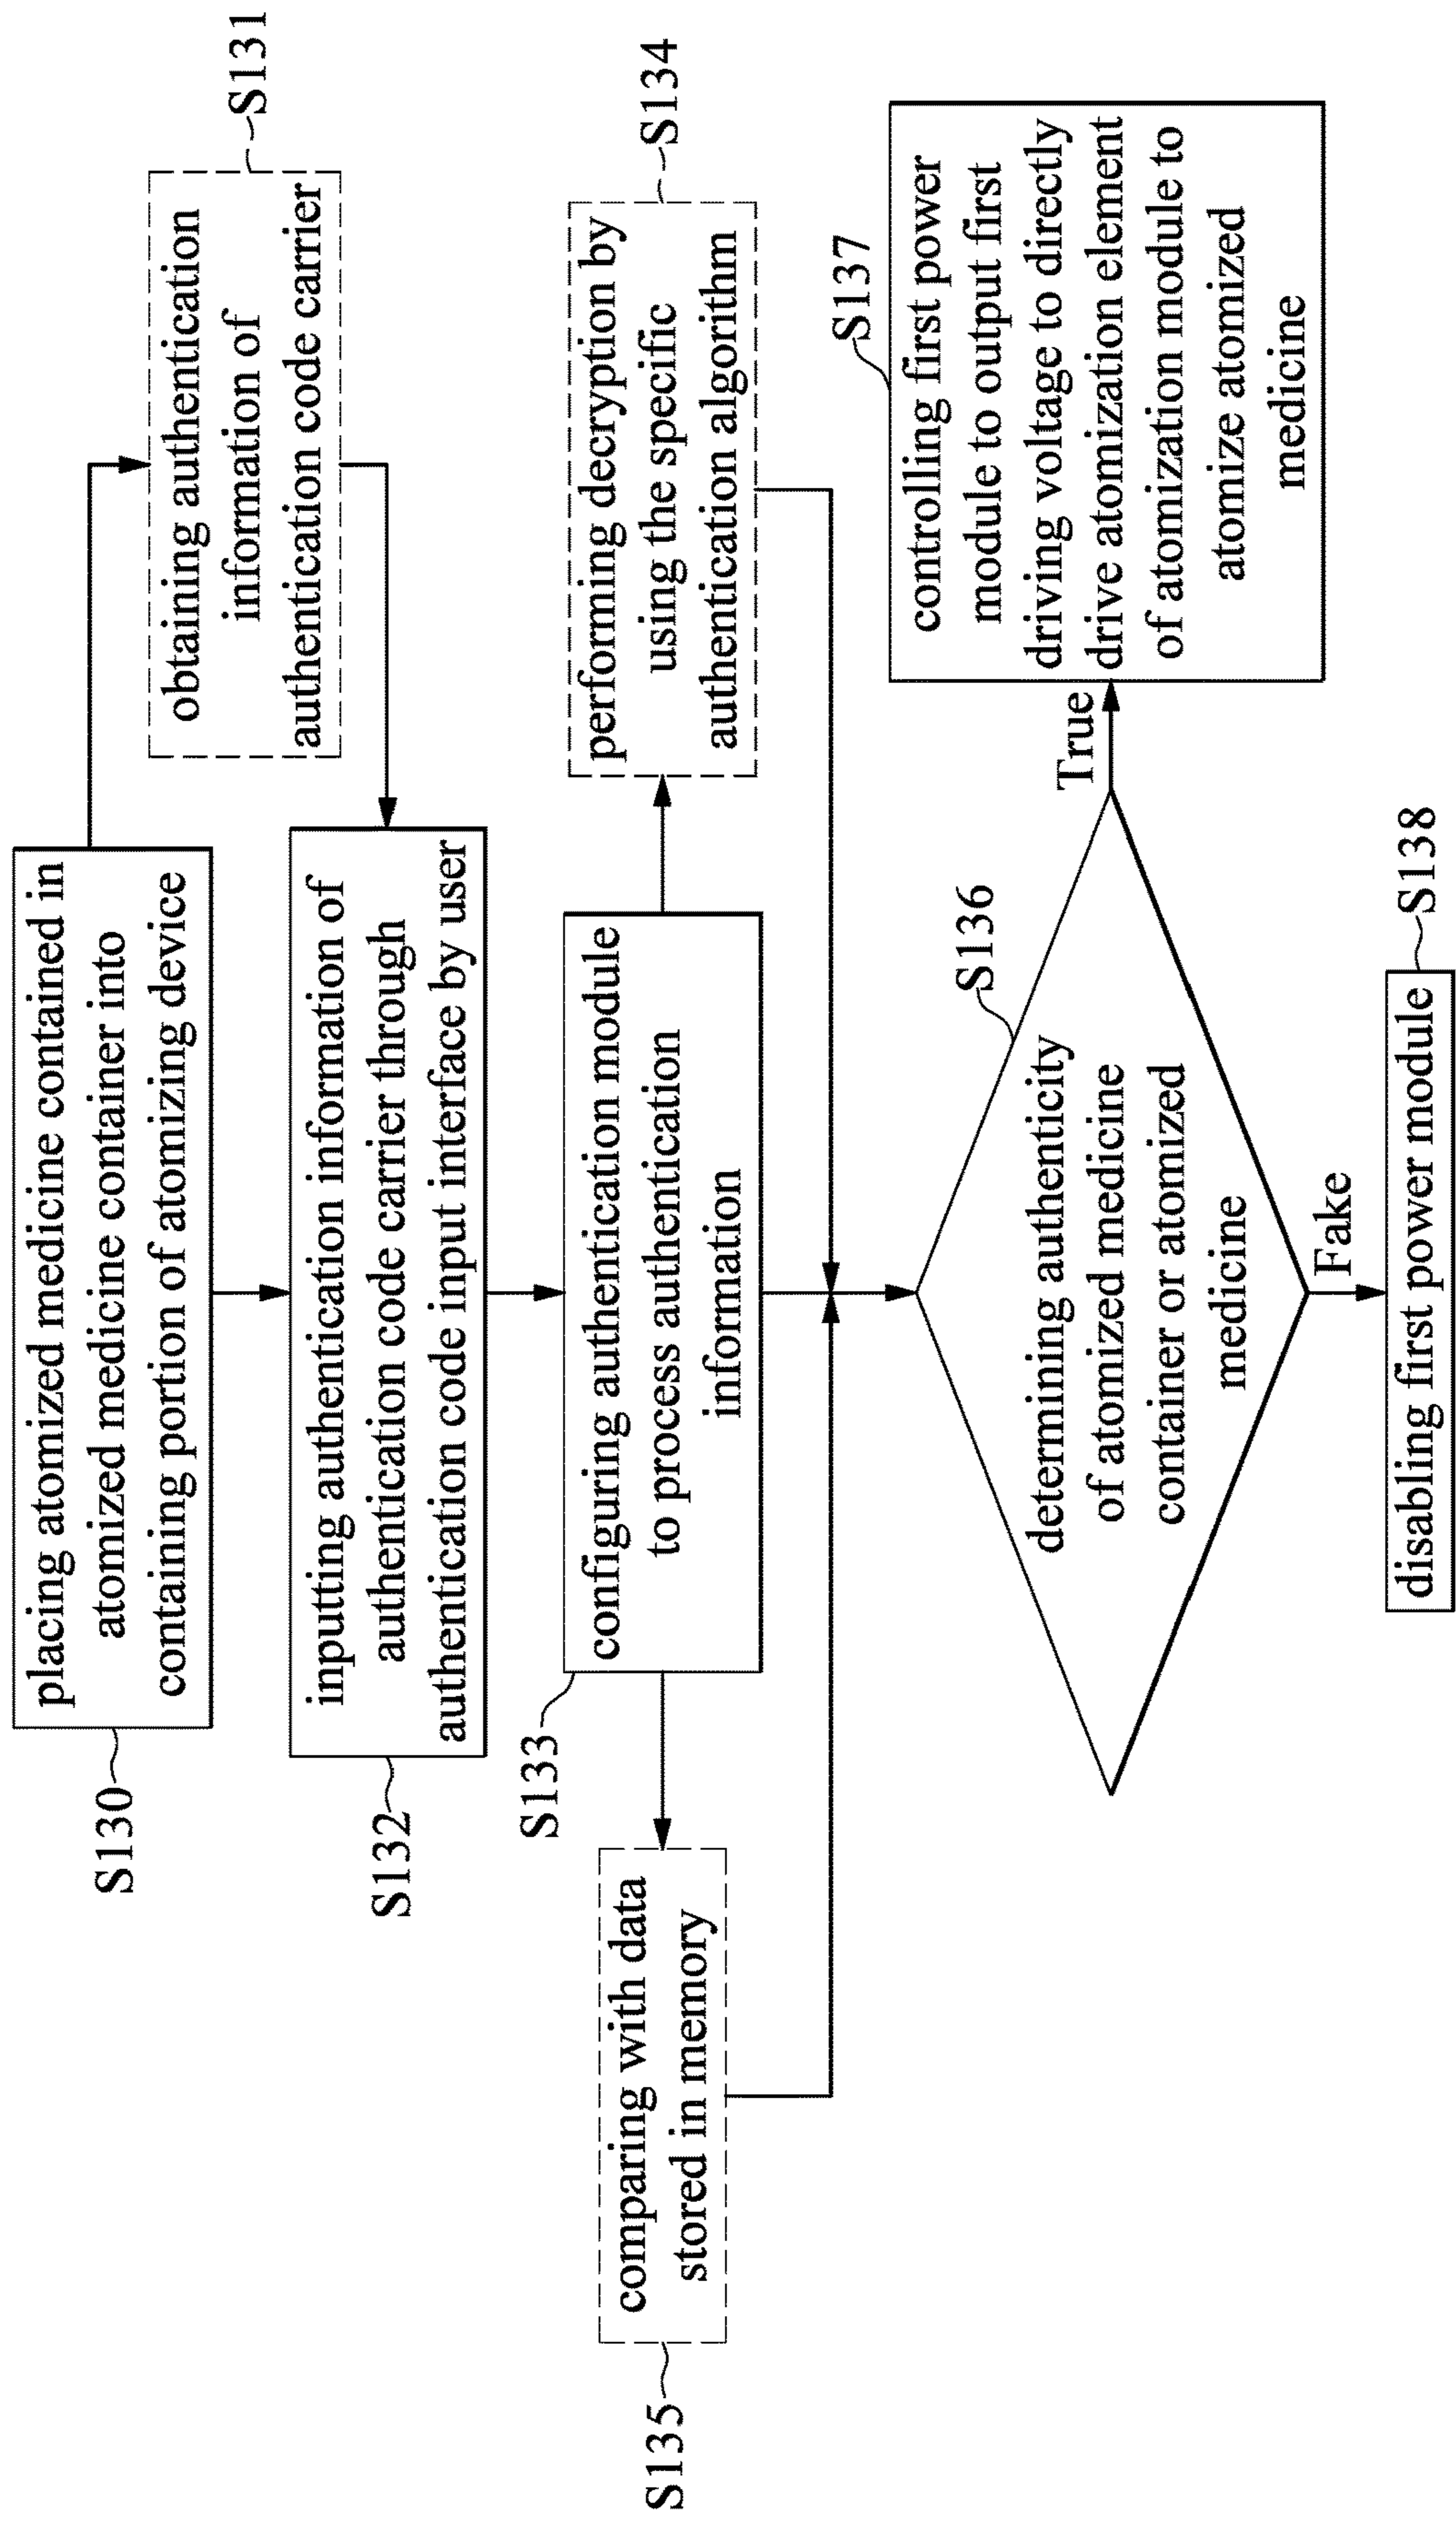 S130
placing atomized medicine contained in
atomized medicine container into
containing portion of atomizing device
obtaining authentication
information of
authentication code carrier
S131
S132
inputting authentication information of
authentication code carrier through
authentication code input interface by user
S133
configuring authentication module
to process authentication
information
performing decryption by
using the specific
authentication algorithm
S134
S135
comparing with data
stored in memory
S136
determining authenticity
of atomized medicine
container or atomized
medicine
True
S137
controlling first power
module to output first
driving voltage to directly
drive atomization element
of atomization module to
atomize atomized
medicine
Fake
disabling first power module
S138